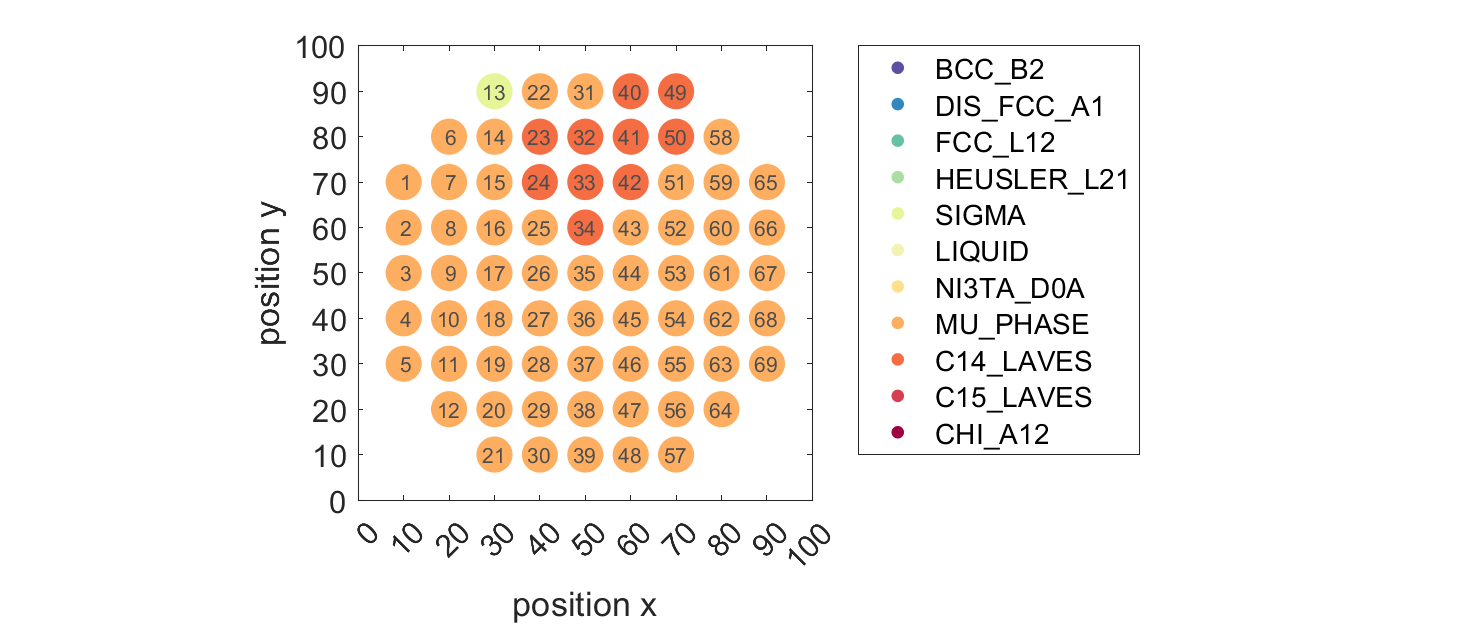 100
90
80
70
60
50
40
30
20
10
0
position y
13 22 31 40 49
6 14 23 32 41 50 58
1 7 15 24 33 42 51 59 65
2 8 16 25 34 43 52 60 66
3 9 17 26 35 44 53 61 67
4 10 18 27 36 45 54 62 68
5 11 19 28 37 46 55 63 69
12 20 29 38 47 56 64
21 30 39 48 57
0 10 20 30 40 50 60 70 80 90 100
position x
BCC_B2
DIS_FCC_A1
FCC_L12
HEUSLER_L21
SIGMA
LIQUID
NI3TA_D0A
MU_PHASE
C14_LAVES
C15_LAVES
CHI_A12